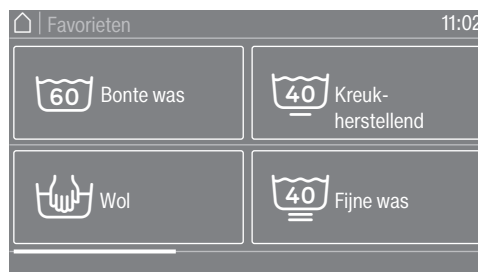 Favorieten 11:02
60 Bonte was
40 Kreuk-
herstellend
Wol
40 Fijne was